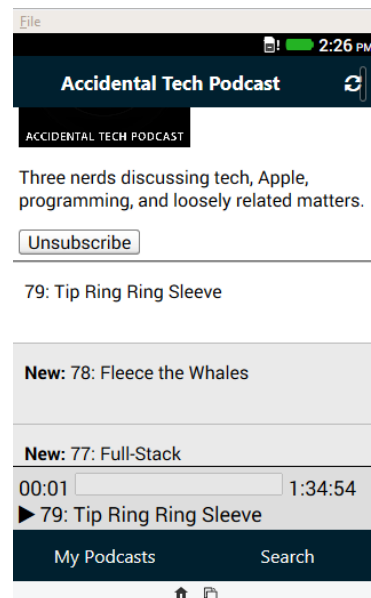 File
2:26 PM
Accidental Tech Podcast
ACCIDENTAL TECH PODCAST
Three nerds discussing tech, Apple,
programming, and loosely related matters.
Unsubscribe
79: Tip Ring Ring Sleeve
New: 78: Fleece the Whales
New: 77: Full-Stack
00:01 1:34:54
▶ 79: Tip Ring Ring Sleeve
My Podcasts Search